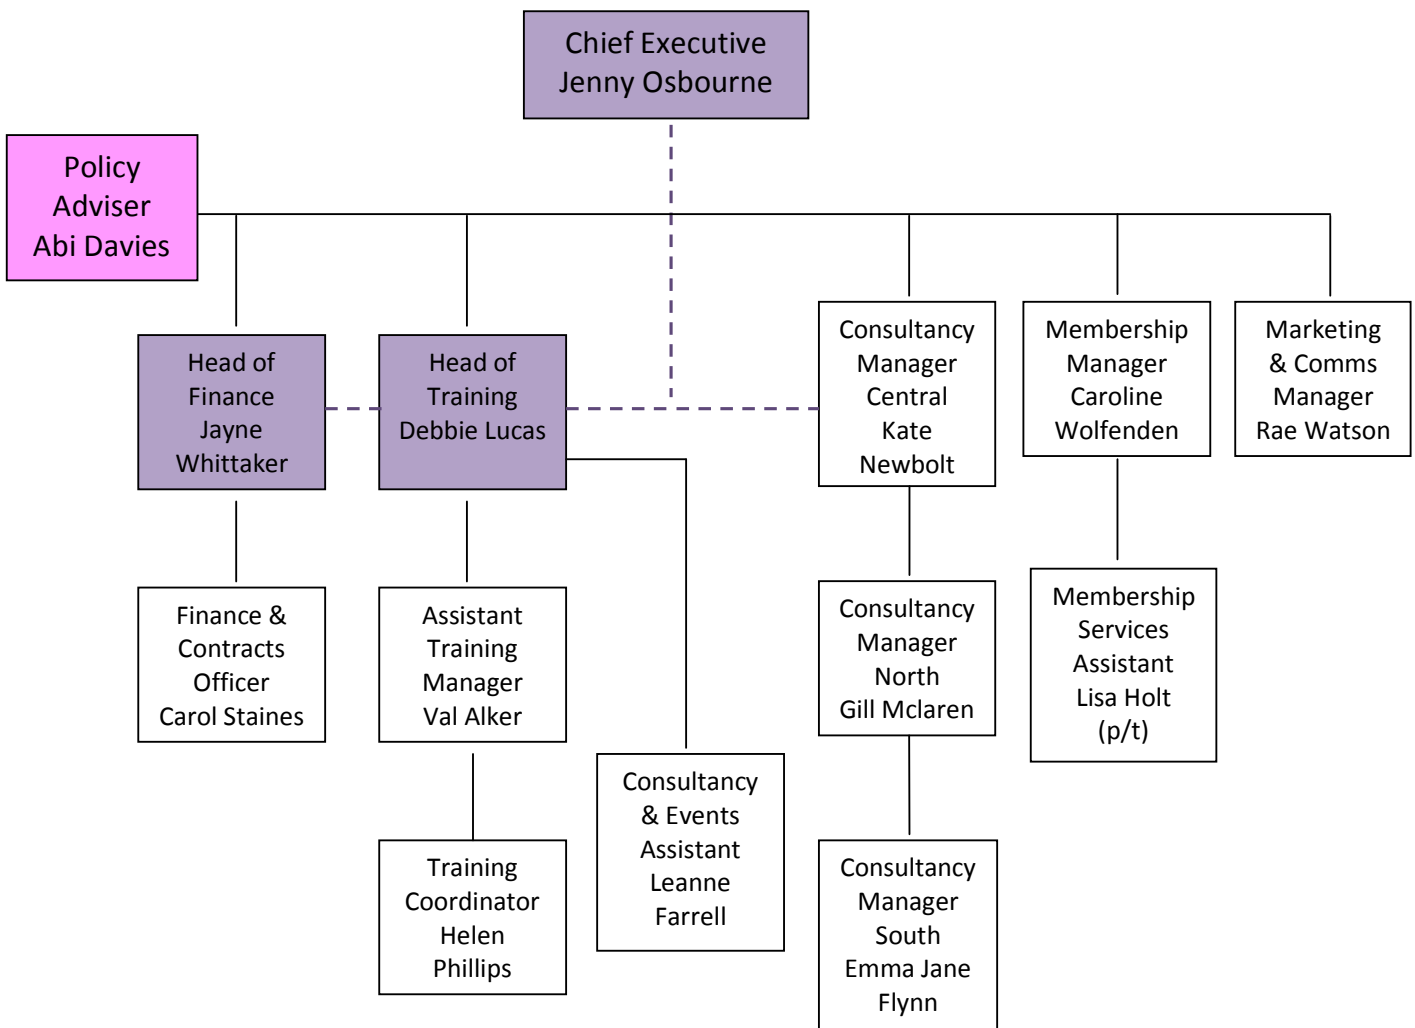 Chief Executive
Jenny Osbourne
Policy
Adviser
Abi Davies
Head of
Finance
Jayne
Whittaker
Head of
Training
Debbie Lucas
Consultancy
Manager
Central
Kate
Newbolt
Membership
Manager
Caroline
Wolfenden
Marketing
& Comms
Manager
Rae Watson
Finance &
Contracts
Officer
Carol Staines
Assistant
Training
Manager
Val Alker
Consultancy
Manager
North
Gill Mclaren
Membership
Services
Assistant
Lisa Holt
(p/t)
Training
Coordinator
Helen
Phillips
Consultancy
& Events
Assistant
Leanne
Farrell
Consultancy
Manager
South
Emma Jane
Flynn